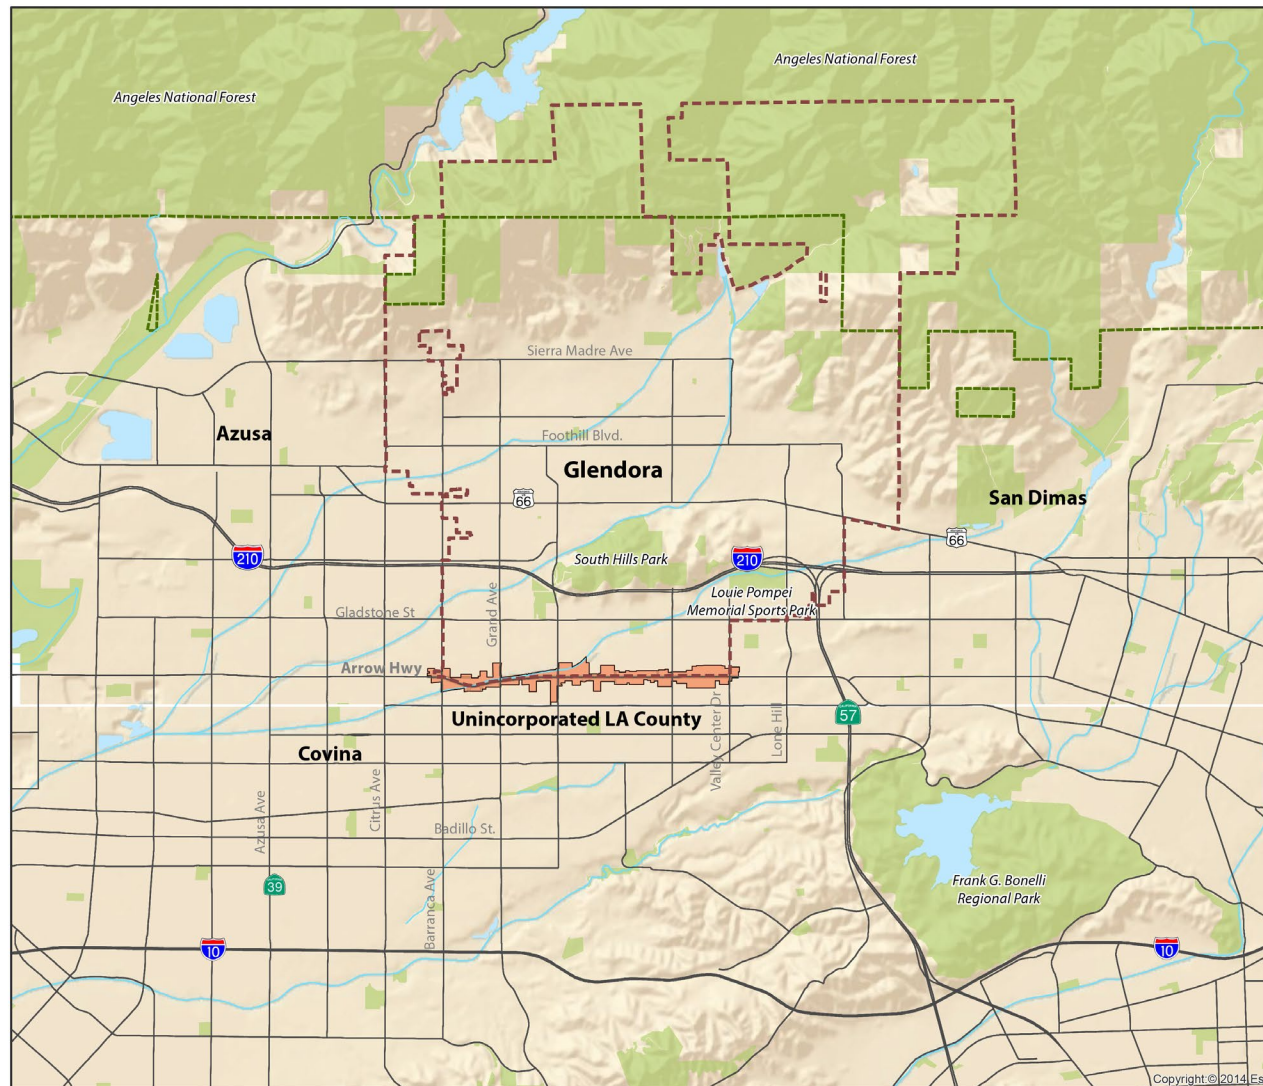 Angeles National Forest
Angeles National Forest
Sierra Madre Ave
Azusa
Foothill Blvd.
Glendora
66
San Dimas
66
210
South Hills Park
210
Louie Pompei
Memorial Sports Park
Gladstone St
Grand Ave
Arrow Hwy
Unincorporated LA County
Valley Center Dr
Lone Hill
57
Covina
Azusa Ave
Citrus Ave
Badillo St.
39
Barranca Ave
Frank G. Bonelli
Regional Park
10
10
Copyright:© 2014 Es